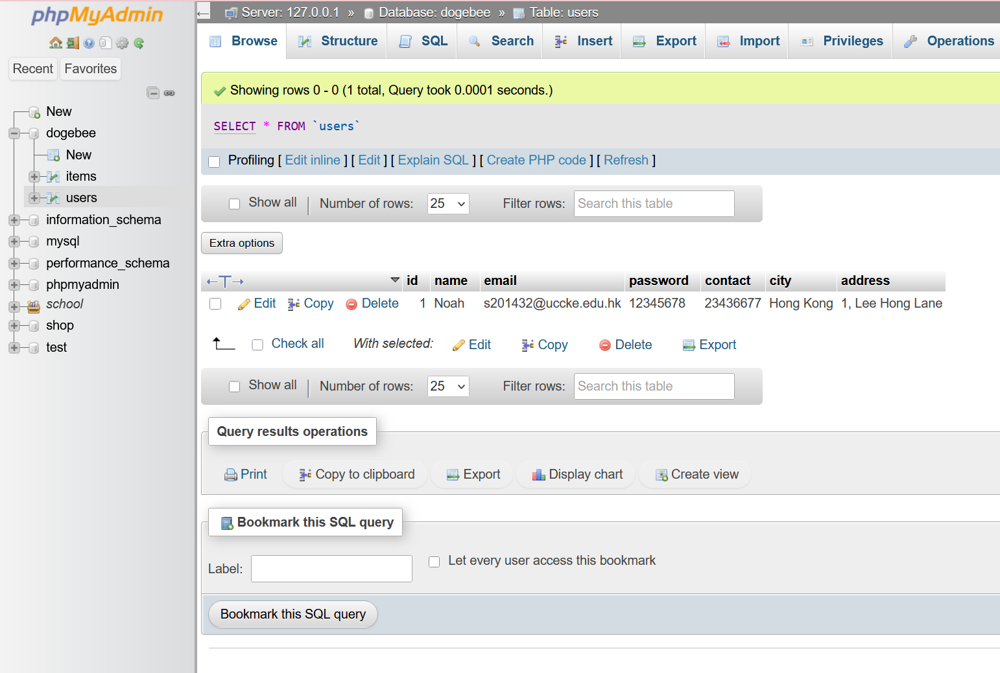 phpMyAdmin
Recent Favorites
New
dogebee
New
items
users
information_schema
mysql
performance_schema
phpmyadmin
school
shop
test
Server: 127.0.0.1 » Database: dogebee » Table: users
Browse Structure SQL Search Insert Export Import Privileges Operations
Showing rows 0 - 0 (1 total, Query took 0.0001 seconds.)
SELECT * FROM `users`
Profiling [ Edit inline ] [ Edit ] [ Explain SQL ] [ Create PHP code ] [ Refresh ]
Show all | Number of rows: 25 Filter rows: Search this table
Extra options
←T→ id name email password contact city address
Edit Copy Delete 1 Noah s201432@uccke.edu.hk 12345678 23436677 Hong Kong 1, Lee Hong Lane
Check all With selected: Edit Copy Delete Export
Show all | Number of rows: 25 Filter rows: Search this table
Query results operations
Print Copy to clipboard Export Display chart Create view
Bookmark this SQL query
Label: Let every user access this bookmark
Bookmark this SQL query